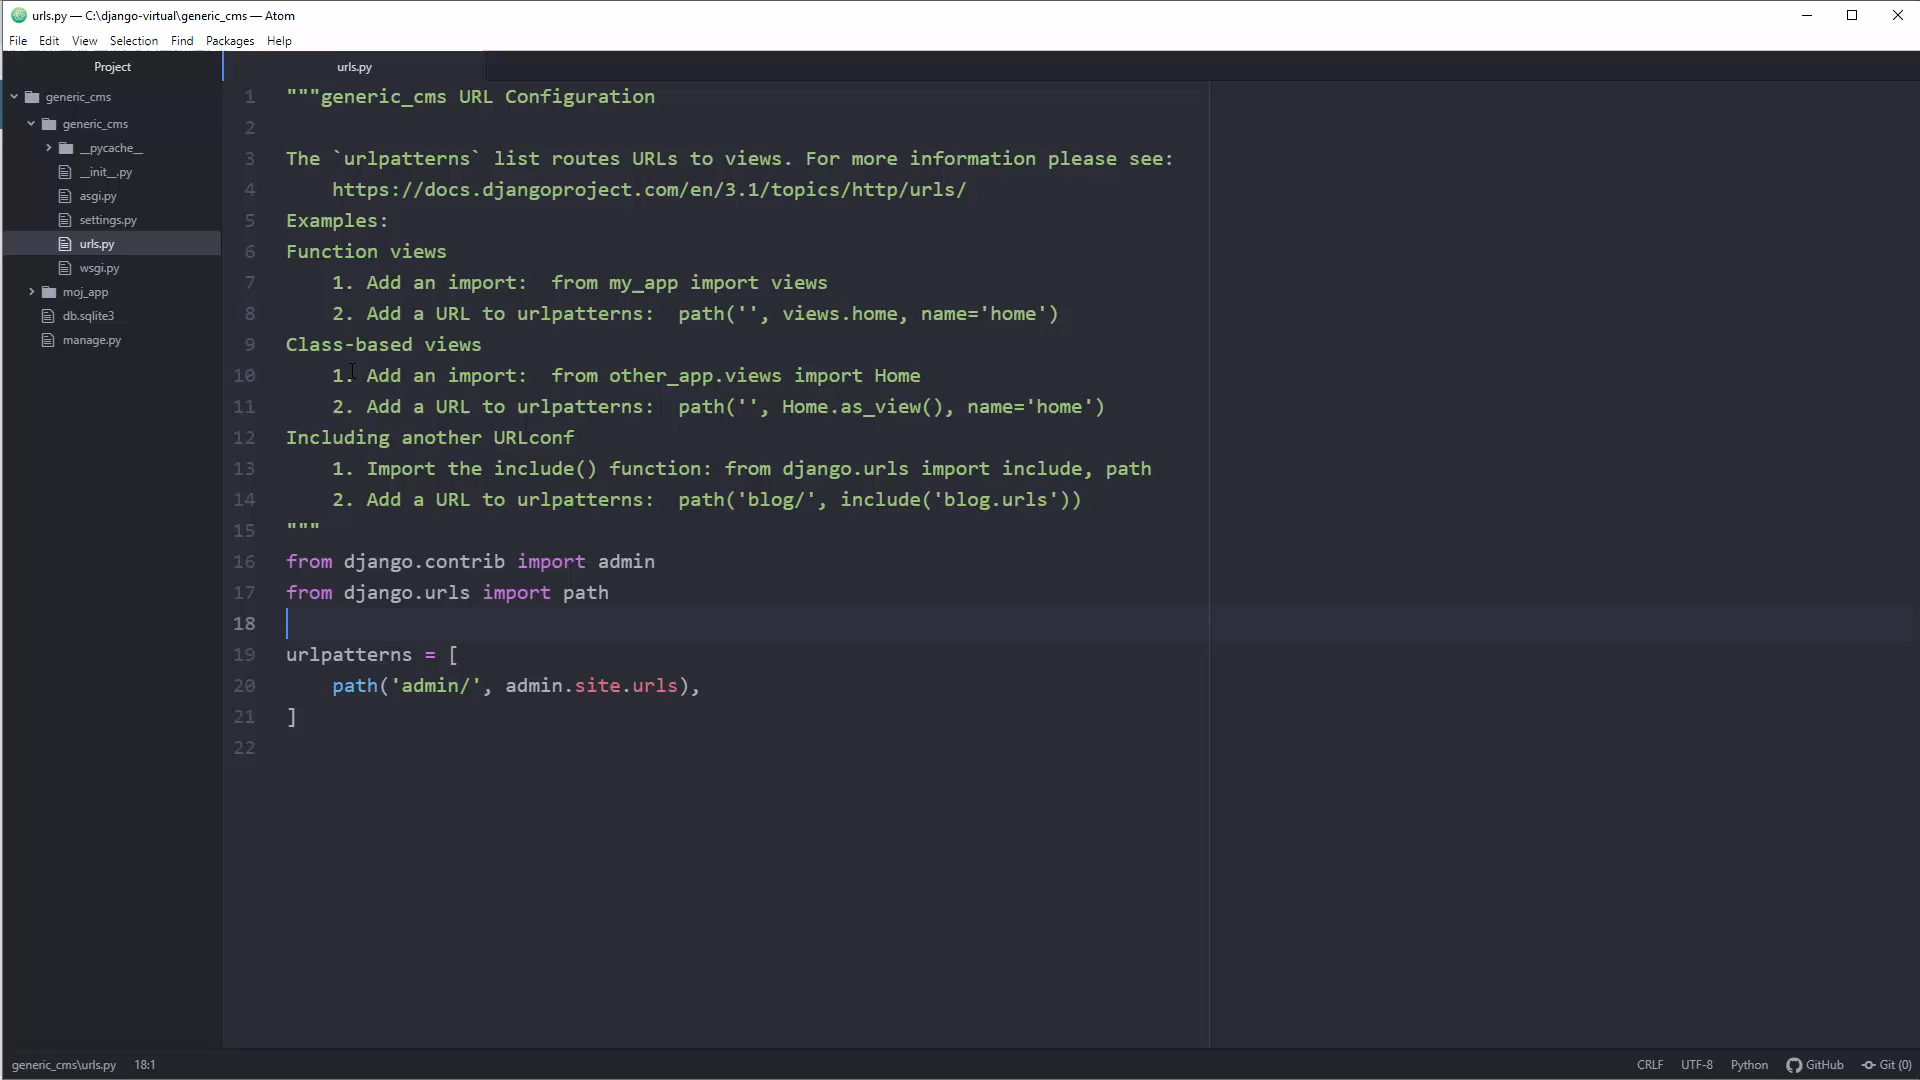 urls.py — C:\django-virtual\generic_cms — Atom
File Edit View Selection Find Packages Help
Project
generic_cms
generic_cms
__pycache__
__init__.py
asgi.py
settings.py
urls.py
wsgi.py
moj_app
db.sqlite3
manage.py
urls.py
1 """generic_cms URL Configuration
2
3 The `urlpatterns` list routes URLs to views. For more information please see:
4     https://docs.djangoproject.com/en/3.1/topics/http/urls/
5 Examples:
6 Function views
7     1. Add an import:  from my_app import views
8     2. Add a URL to urlpatterns:  path('', views.home, name='home')
9 Class-based views
10     1. Add an import:  from other_app.views import Home
11     2. Add a URL to urlpatterns:  path('', Home.as_view(), name='home')
12 Including another URLconf
13     1. Import the include() function: from django.urls import include, path
14     2. Add a URL to urlpatterns:  path('blog/', include('blog.urls'))
15 """
16 from django.contrib import admin
17 from django.urls import path
18
19 urlpatterns = [
20     path('admin/', admin.site.urls),
21 ]
22
generic_cms\urls.py 18:1 CRLF UTF-8 Python GitHub Git (0)